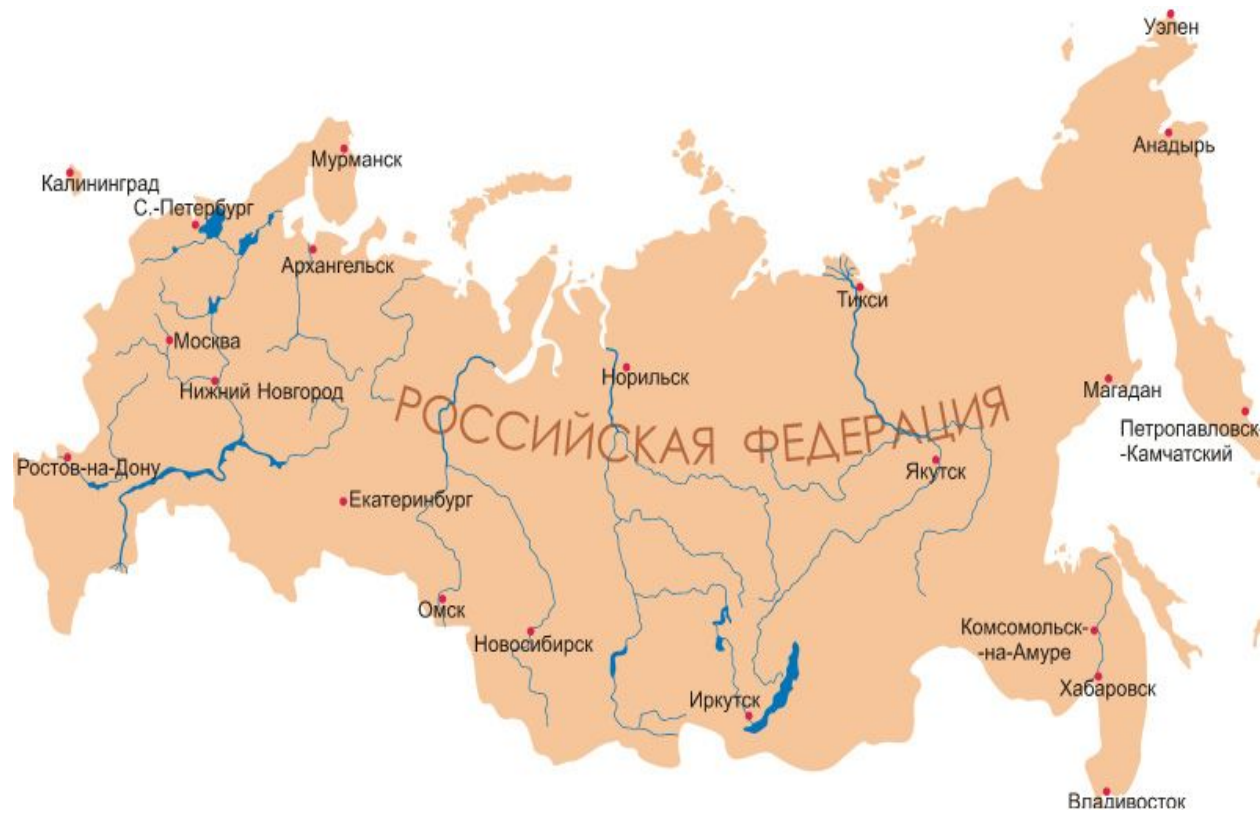 Уэлен
Анадырь
Мурманск
Калининград
С.-Петербург
Архангельск
Тикси
Москва
Норильск
Нижний Новгород
Магадан
РОССИЙСКАЯ ФЕДЕРАЦИЯ
Петропавловск-
-Камчатский
Ростов-на-Дону
Якутск
Екатеринбург
Омск
Новосибирск
Комсомольск-
-на-Амуре
Хабаровск
Иркутск
Владивосток